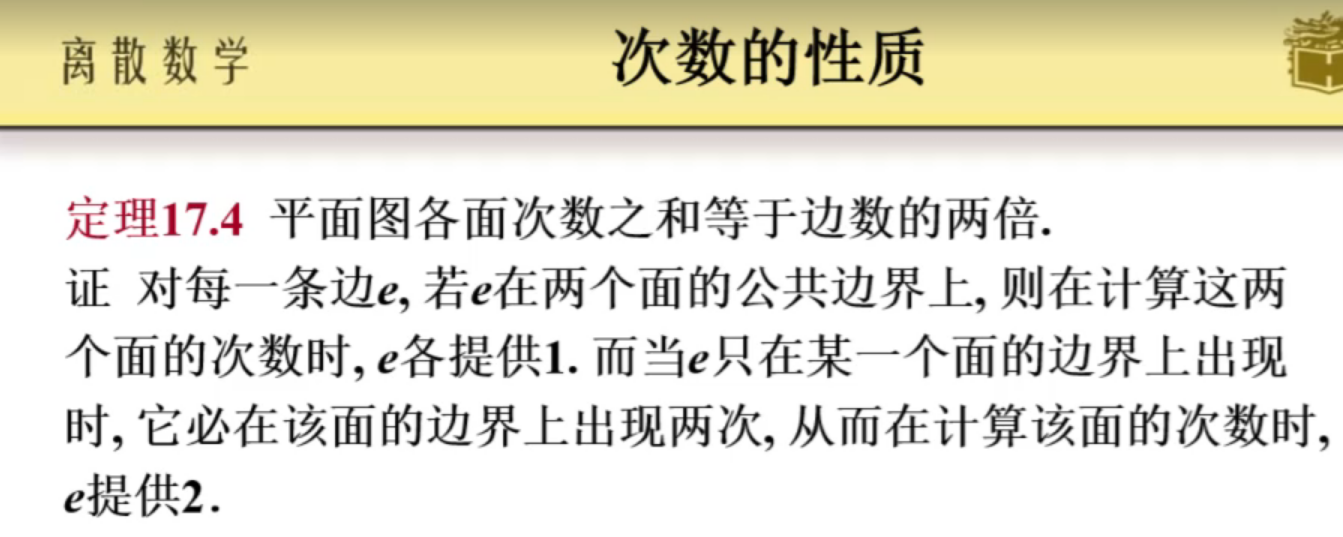 离散数学
次数的性质
定理17.4 平面图各面次数之和等于边数的两倍.
证 对每一条边e, 若e在两个面的公共边界上, 则在计算这两
个面的次数时, e各提供1. 而当e只在某一个面的边界上出现
时, 它必在该面的边界上出现两次, 从而在计算该面的次数时,
e提供2.